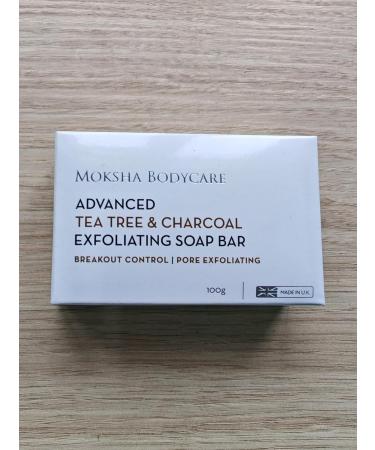 MOKSHA BODYCARE
ADVANCED
TEA TREE & CHARCOAL
EXFOLIATING SOAP BAR
BREAKOUT CONTROL | PORE EXFOLIATING
100g
MADE IN U.K.